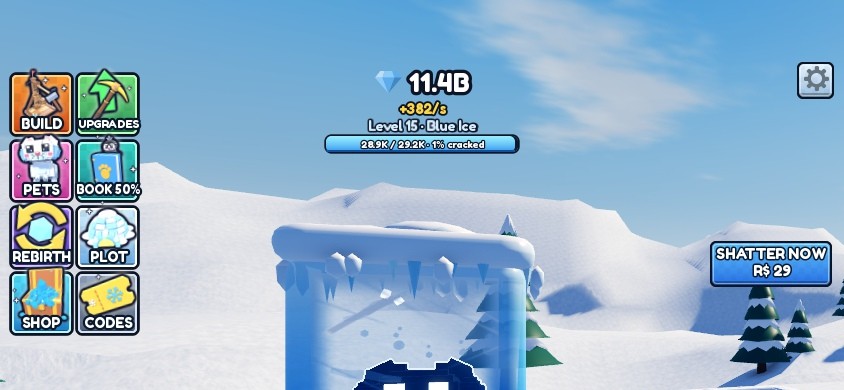 11.4B
+382/s
Level 15 · Blue Ice
28.9K / 29.2K · 1% cracked
BUILD
UPGRADES
PETS
BOOK 50%
REBIRTH
PLOT
SHOP
CODES
SHATTER NOW
R$ 29